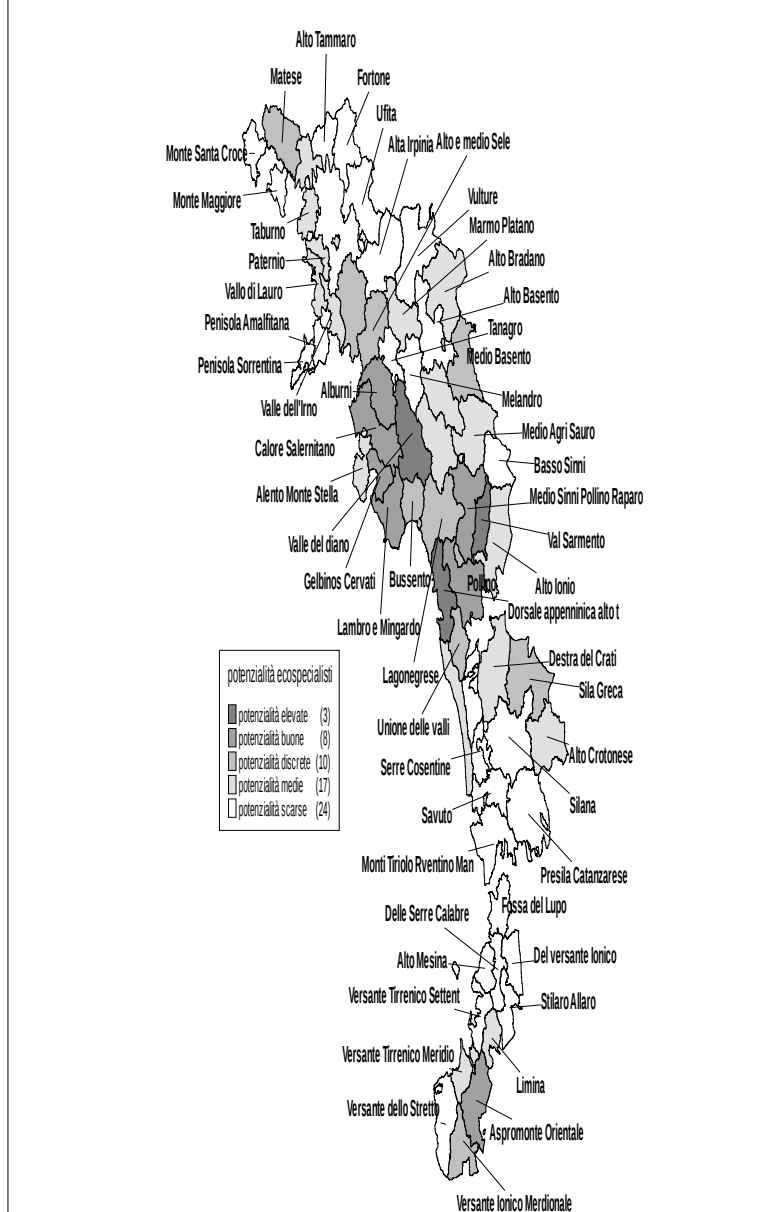 Alto Tammaro
Matese
Fortone
Ufita
Alta Irpinia
Alto e medio Sele
Monte Santa Croce
Monte Maggiore
Vulture
Marmo Platano
Taburno
Paternio
Alto Bradano
Vallo di Lauro
Alto Basento
Penisola Amalfitana
Tanagro
Medio Basento
Penisola Sorrentina
Alburni
Melandro
Valle dell'Irno
Medio Agri Sauro
Calore Salernitano
Basso Sinni
Alento Monte Stella
Medio Sinni Pollino Raparo
Valle del diano
Val Sarmento
Gelbinos Cervati
Bussento
Pollino
Alto Ionio
Dorsale appenninica alto t
Lambro e Mingardo
Destra del Crati
Lagonegrese
Sila Greca
potenzialità ecospecialisti
potenzialità elevate (3)
potenzialità buone (8)
potenzialità discrete (10)
potenzialità medie (17)
potenzialità scarse (24)
Unione delle valli
Alto Crotonese
Serre Cosentine
Silana
Savuto
Monti Tiriolo Rventino Man
Presila Catanzarese
Fossa del Lupo
Delle Serre Calabre
Del versante Ionico
Alto Mesina
Versante Tirrenico Settent
Stilaro Allaro
Versante Tirrenico Meridio
Limina
Versante dello Stretto
Aspromonte Orientale
Versante Ionico Merdionale